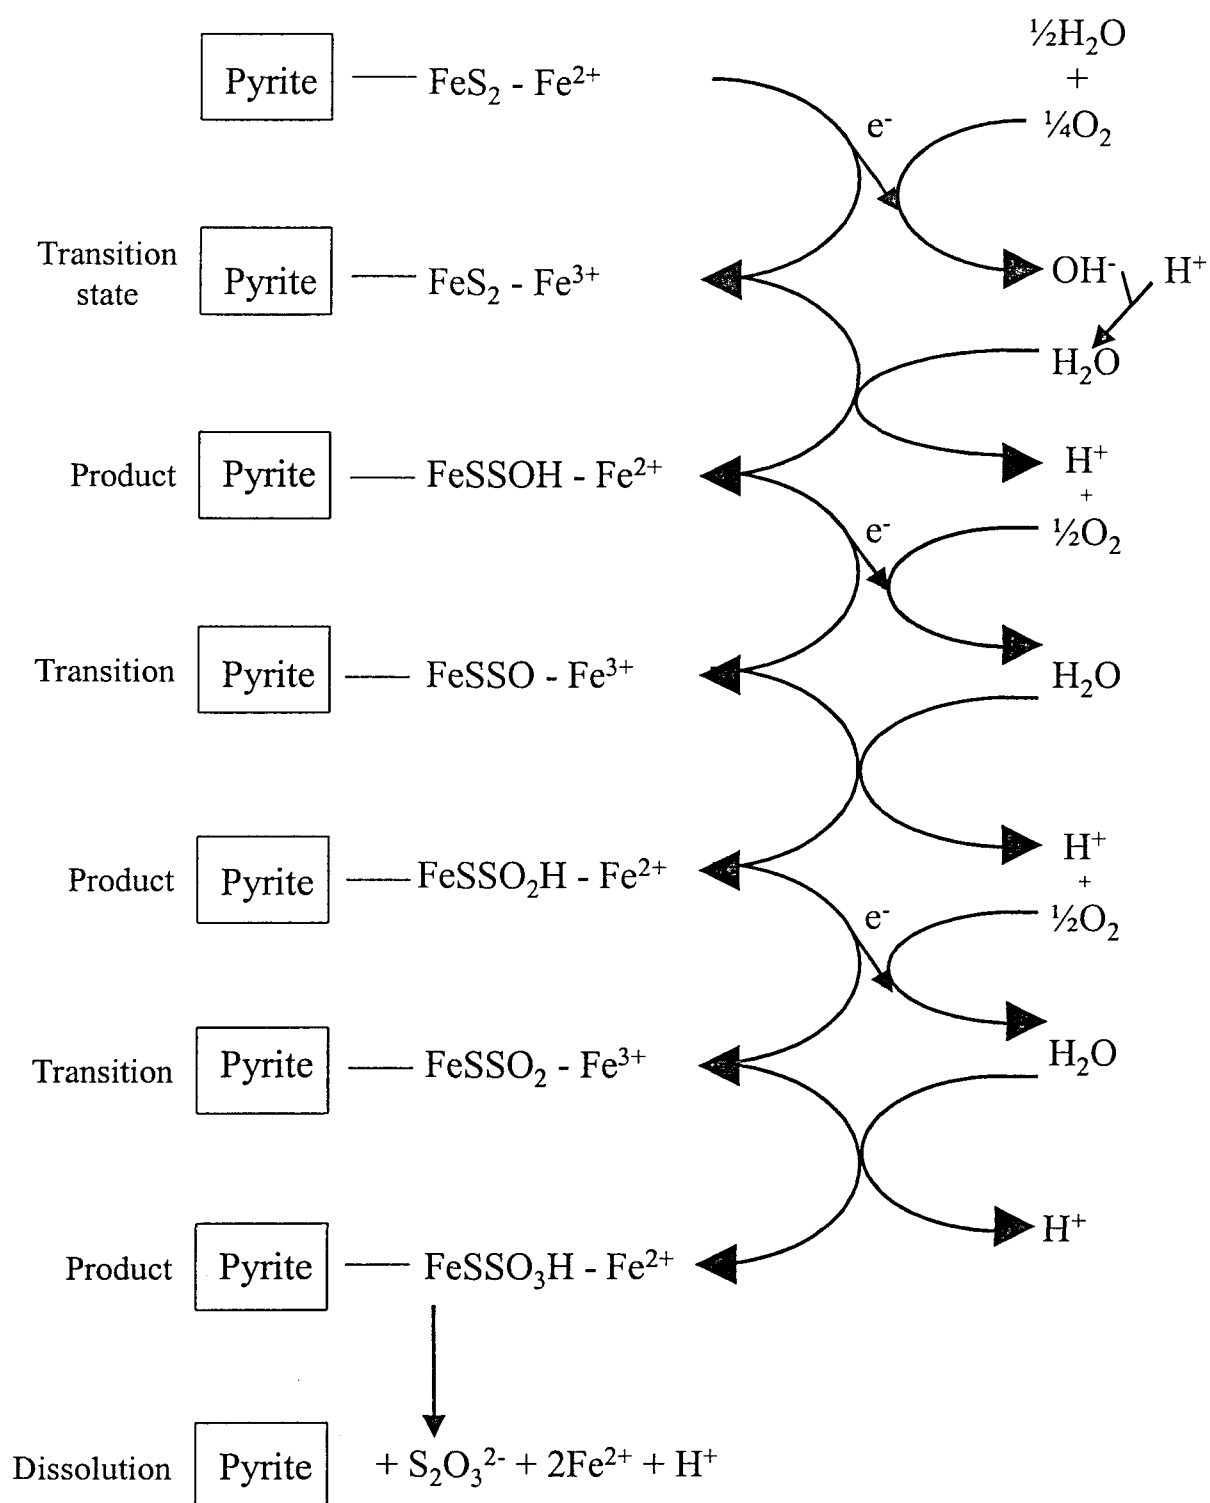 ½H₂O
+
¼O₂
Pyrite — FeS₂ - Fe²⁺
e⁻
Transition state
Pyrite — FeS₂ - Fe³⁺
OH⁻ H⁺
H₂O
Product
Pyrite — FeSSOH - Fe²⁺
H⁺
+
½O₂
e⁻
Transition
Pyrite — FeSSO - Fe³⁺
H₂O
Product
Pyrite — FeSSO₂H - Fe²⁺
H⁺
+
½O₂
e⁻
Transition
Pyrite — FeSSO₂ - Fe³⁺
H₂O
Product
Pyrite — FeSSO₃H - Fe²⁺
H⁺
Dissolution
Pyrite + S₂O₃²⁻ + 2Fe²⁺ + H⁺